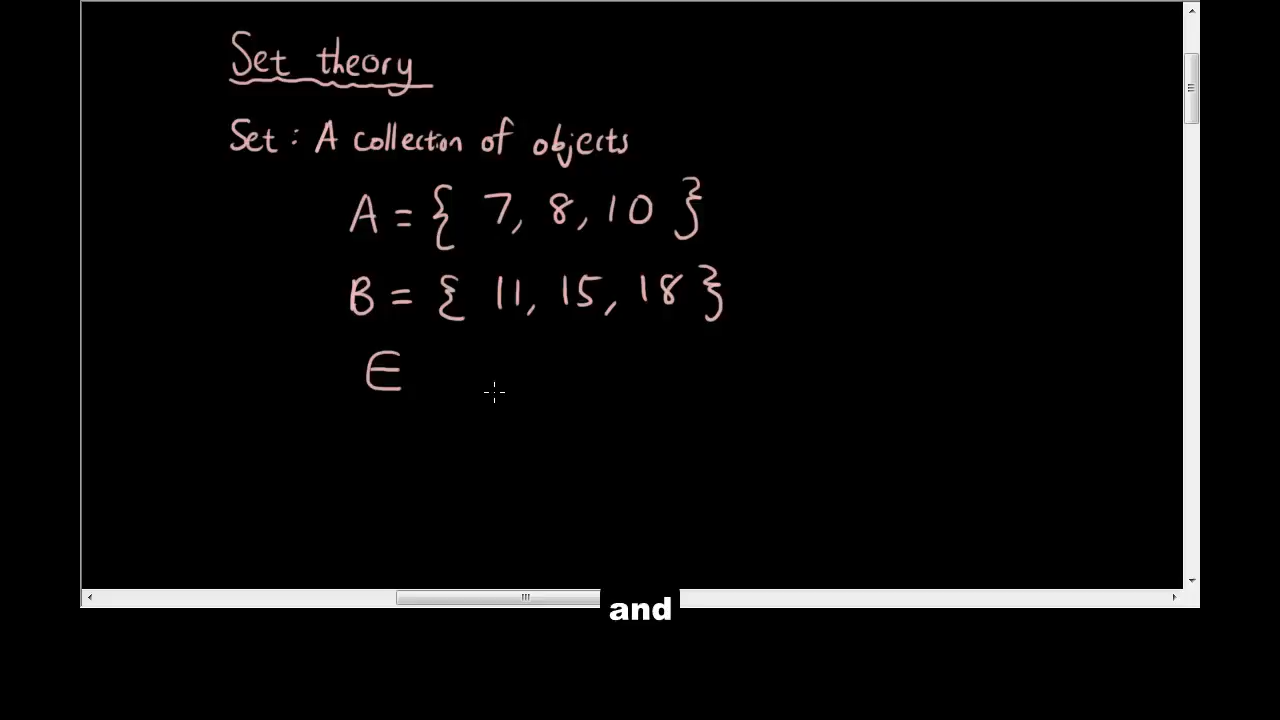 Set theory
Set : A collection of objects
A = { 7, 8, 10 }
B = { 11, 15, 18 }
∈
and